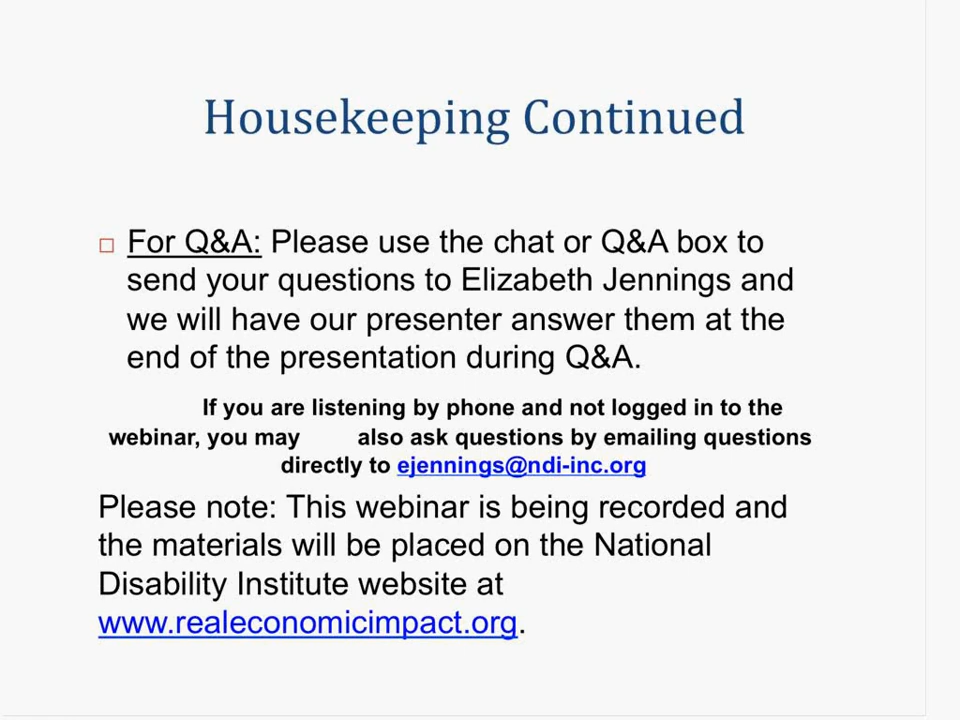 Housekeeping Continued
For Q&A: Please use the chat or Q&A box to
send your questions to Elizabeth Jennings and
we will have our presenter answer them at the
end of the presentation during Q&A.
If you are listening by phone and not logged in to the
webinar, you may also ask questions by emailing questions
directly to ejennings@ndi-inc.org
Please note: This webinar is being recorded and
the materials will be placed on the National
Disability Institute website at
www.realeconomicimpact.org.